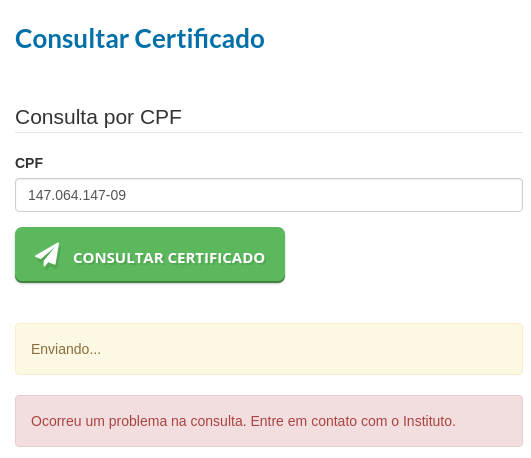 Consultar Certificado
Consulta por CPF
CPF
147.064.147-09
CONSULTAR CERTIFICADO
Enviando...
Ocorreu um problema na consulta. Entre em contato com o Instituto.